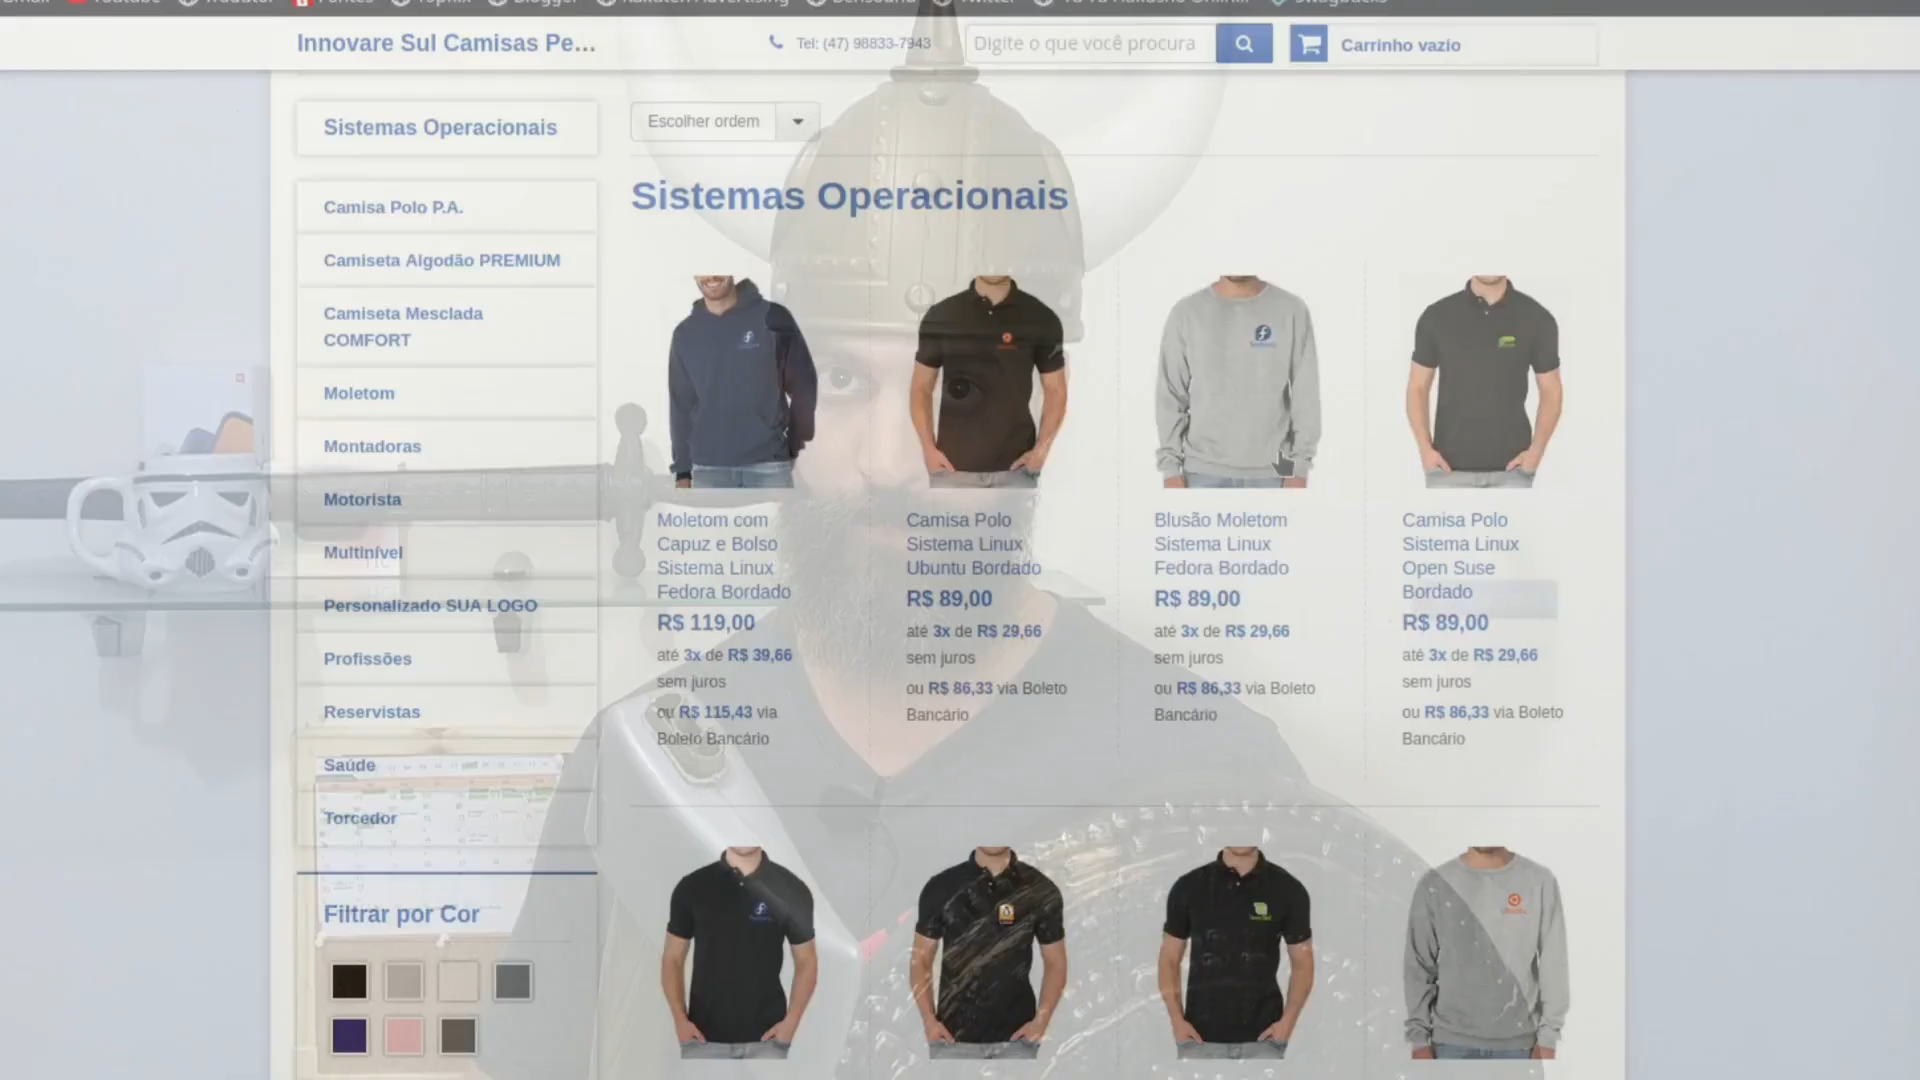 Innovare Sul Camisas Pe...
Tel: (47) 98833-7943
Digite o que você procura
Carrinho vazio
Sistemas Operacionais
Escolher ordem
Camisa Polo P.A.
Camiseta Algodão PREMIUM
Camiseta Mesclada
COMFORT
Moletom
Montadoras
Motorista
Multinível
Personalizado SUA LOGO
Profissões
Reservistas
Saúde
Torcedor
Filtrar por Cor
Sistemas Operacionais
Moletom com
Capuz e Bolso
Sistema Linux
Fedora Bordado
R$ 119,00
até 3x de R$ 39,66
sem juros
ou R$ 115,43 via
Boleto Bancário
Camisa Polo
Sistema Linux
Ubuntu Bordado
R$ 89,00
até 3x de R$ 29,66
sem juros
ou R$ 86,33 via Boleto
Bancário
Blusão Moletom
Sistema Linux
Fedora Bordado
R$ 89,00
até 3x de R$ 29,66
sem juros
ou R$ 86,33 via Boleto
Bancário
Camisa Polo
Sistema Linux
Open Suse
Bordado
R$ 89,00
até 3x de R$ 29,66
sem juros
ou R$ 86,33 via Boleto
Bancário